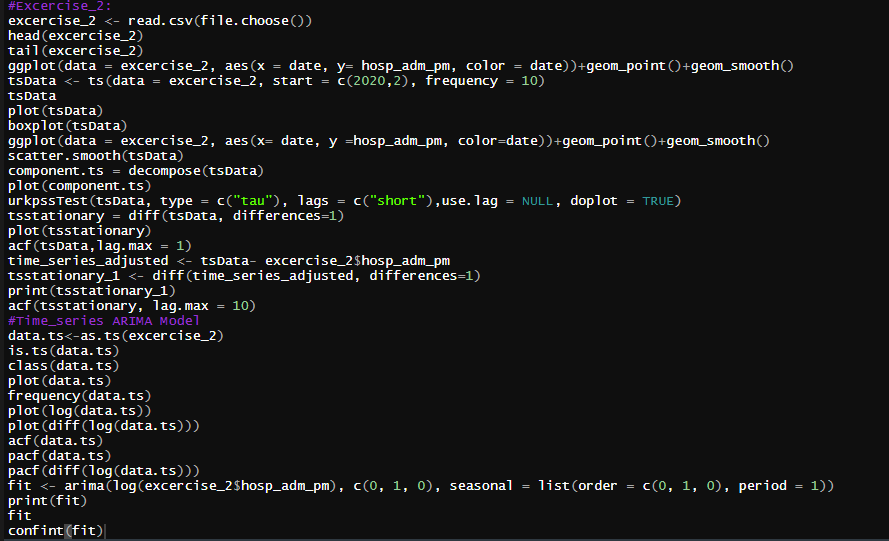 #Excercise_2:
excercise_2 <- read.csv(file.choose())
head(excercise_2)
tail(excercise_2)
ggplot(data = excercise_2, aes(x = date, y= hosp_adm_pm, color = date))+geom_point()+geom_smooth()
tsData <- ts(data = excercise_2, start = c(2020,2), frequency = 10)
tsData
plot(tsData)
boxplot(tsData)
ggplot(data = excercise_2, aes(x= date, y =hosp_adm_pm, color=date))+geom_point()+geom_smooth()
scatter.smooth(tsData)
component.ts = decompose(tsData)
plot(component.ts)
urkpssTest(tsData, type = c("tau"), lags = c("short"),use.lag = NULL, doplot = TRUE)
tsstationary = diff(tsData, differences=1)
plot(tsstationary)
acf(tsData,lag.max = 1)
time_series_adjusted <- tsData- excercise_2$hosp_adm_pm
tsstationary_1 <- diff(time_series_adjusted, differences=1)
print(tsstationary_1)
acf(tsstationary, lag.max = 10)
#Time_series ARIMA Model
data.ts<-as.ts(excercise_2)
is.ts(data.ts)
class(data.ts)
plot(data.ts)
frequency(data.ts)
plot(log(data.ts))
plot(diff(log(data.ts)))
acf(data.ts)
pacf(data.ts)
pacf(diff(log(data.ts)))
fit <- arima(log(excercise_2$hosp_adm_pm), c(0, 1, 0), seasonal = list(order = c(0, 1, 0), period = 1))
print(fit)
fit
confint(fit)